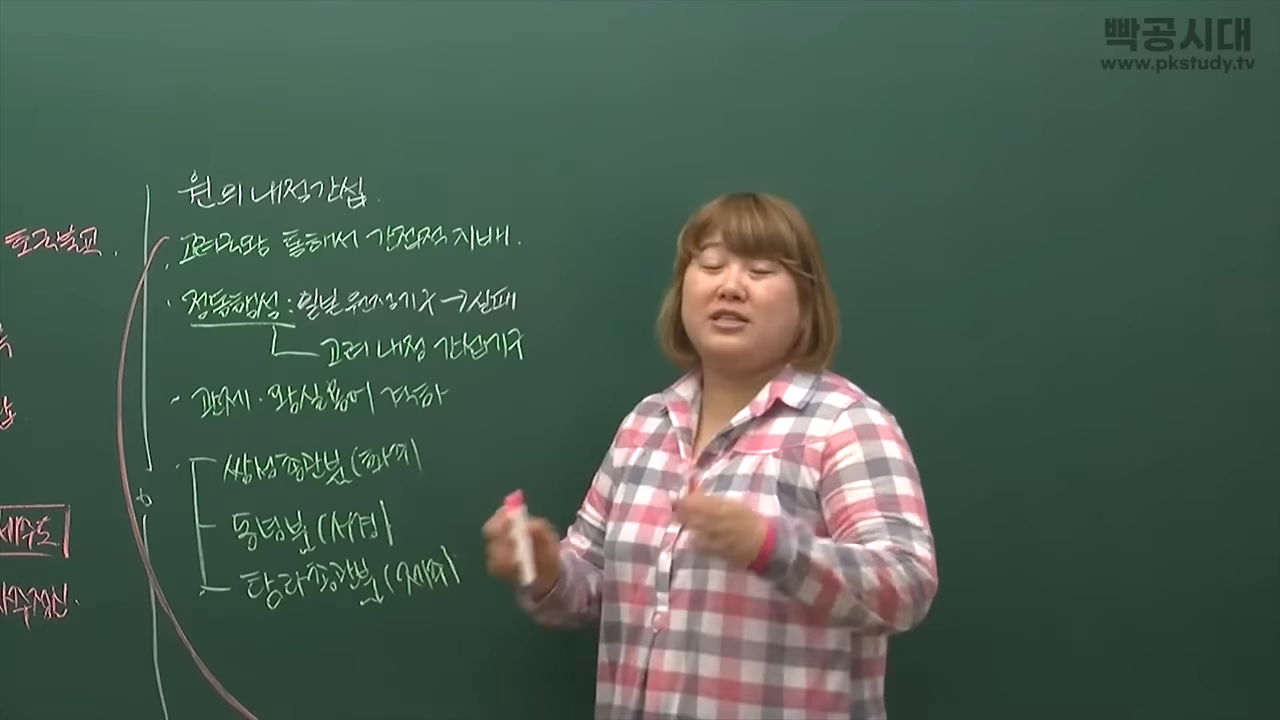 빡공시대
www.pkstudy.tv
원의 내정간섭.
· 고려국왕 통해서 간접적 지배.
· 정동행성 : 일본 원정기구 → 실패
고려 내정 간섭기구
· 관제 · 왕실용어 격하
· 쌍성총관부 (화주)
동녕부 (서경)
탐라총관부 (제주)